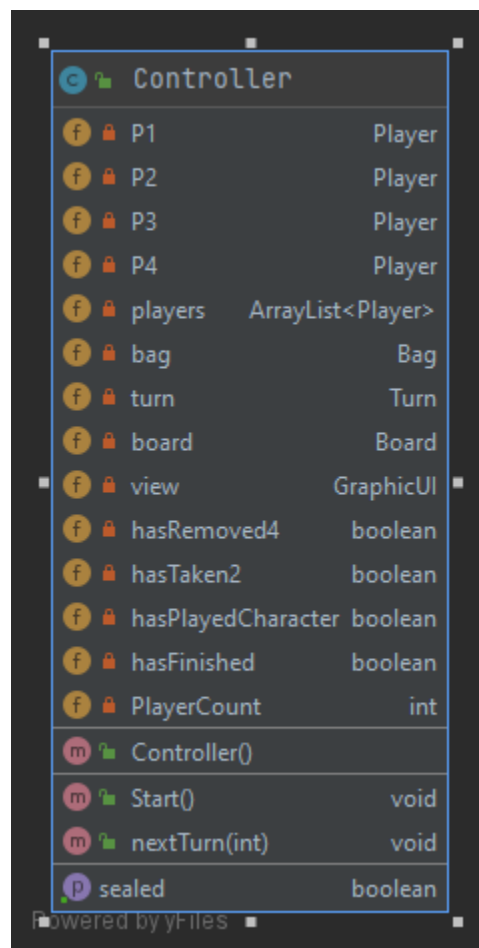 Controller
P1 Player
P2 Player
P3 Player
P4 Player
players ArrayList<Player>
bag Bag
turn Turn
board Board
view GraphicUI
hasRemoved4 boolean
hasTaken2 boolean
hasPlayedCharacter boolean
hasFinished boolean
PlayerCount int
Controller()
Start() void
nextTurn(int) void
sealed boolean
Powered by yFiles